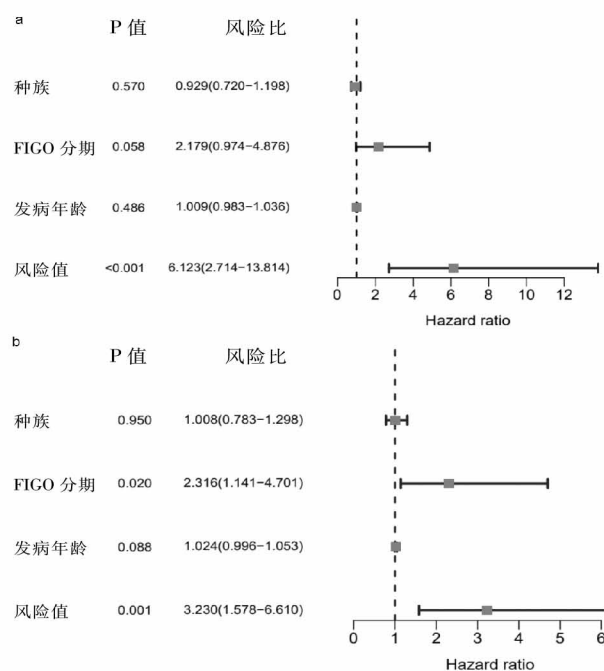 a
P 值 风险比
种族 0.570 0.929(0.720−1.198)
FIGO 分期 0.058 2.179(0.974−4.876)
发病年龄 0.486 1.009(0.983−1.036)
风险值 <0.001 6.123(2.714−13.814)
0 2 4 6 8 10 12
Hazard ratio
b
P 值 风险比
种族 0.950 1.008(0.783−1.298)
FIGO 分期 0.020 2.316(1.141−4.701)
发病年龄 0.088 1.024(0.996−1.053)
风险值 0.001 3.230(1.578−6.610)
0 1 2 3 4 5 6
Hazard ratio